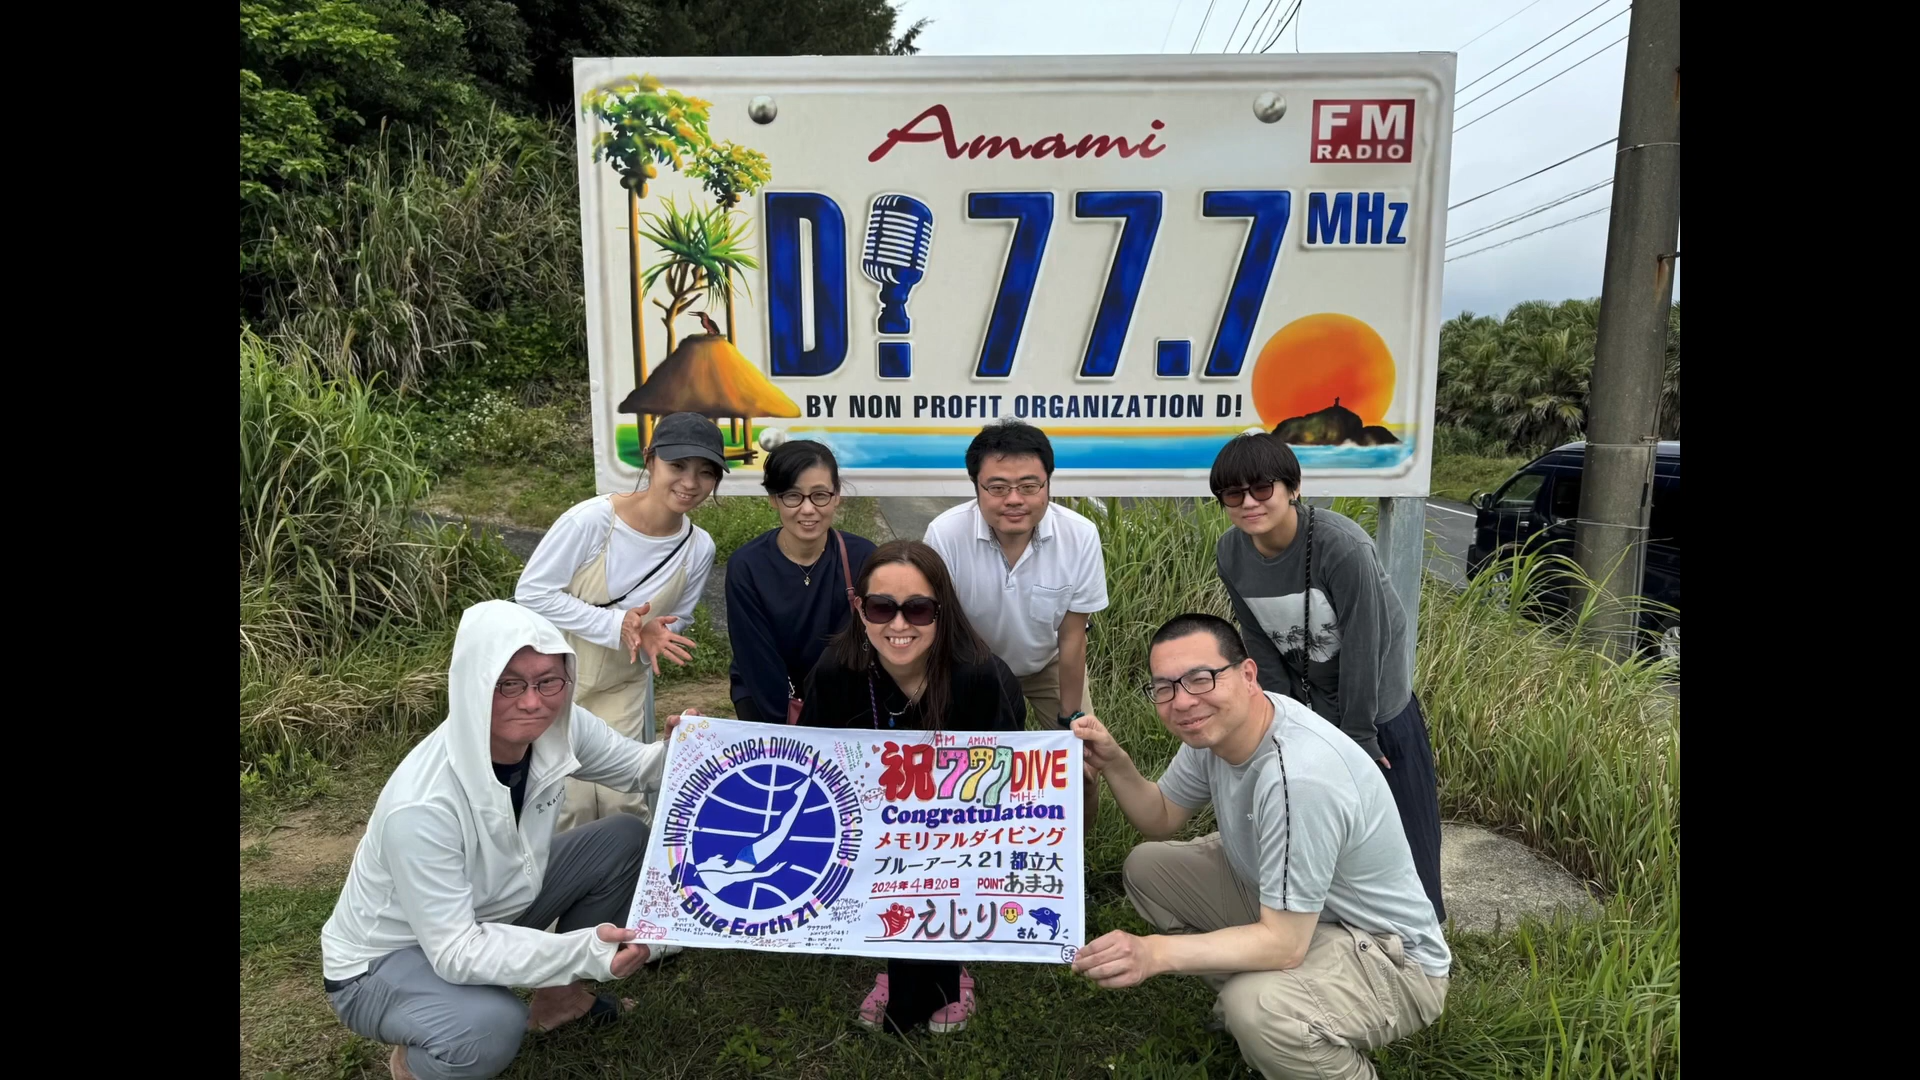 Amami
FM
RADIO
D! 77.7 MHz
BY NON PROFIT ORGANIZATION D!
INTERNATIONAL SCUBA DIVING AMENITIES CLUB
Blue Earth 21
FM AMAMI
祝777DIVE
MHz!!
Congratulation
メモリアルダイビング
ブルーアース21 都立大
2024年4月20日 POINT あまみ
えじりさん